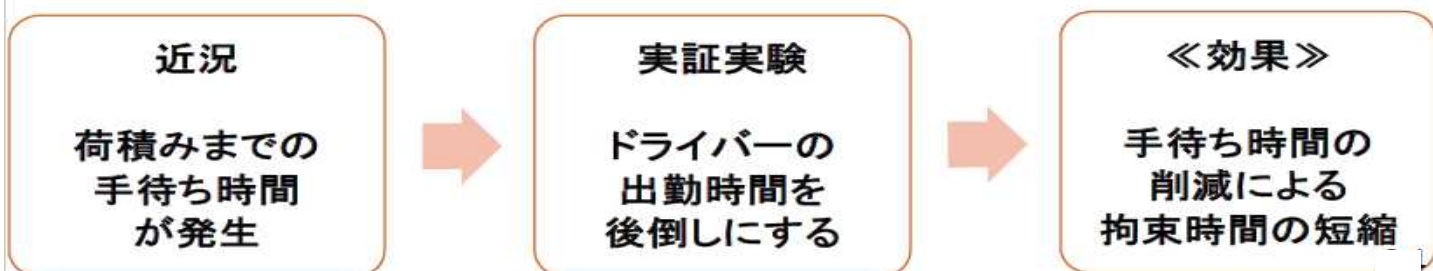 近況
荷積みまでの
手待ち時間
が発生
実証実験
ドライバーの
出勤時間を
後倒しにする
≪効果≫
手待ち時間の
削減による
拘束時間の短縮